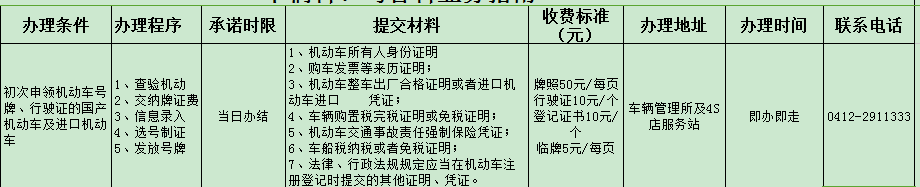 办理条件 办理程序 承诺时限 提交材料 收费标准（元） 办理地址 办理时间 联系电话
初次申领机动车号牌、行驶证的国产机动车及进口机动车
1、查验机动
2、交纳牌证费
3、信息录入
4、选号制证
5、发放号牌
当日办结
1、机动车所有人身份证明
2、购车发票等来历证明；
3、机动车整车出厂合格证明或者进口机动车进口 凭证；
4、车辆购置税完税证明或免税证明；
5、机动车交通事故责任强制保险凭证；
6、车船税纳税或者免税证明；
7、法律、行政法规规定应当在机动车注册登记时提交的其他证明、凭证。
牌照50元/每页
行驶证10元/个
登记证书10元/个
临牌5元/每页
车辆管理所及4S店服务站
即办即走
0412-2911333